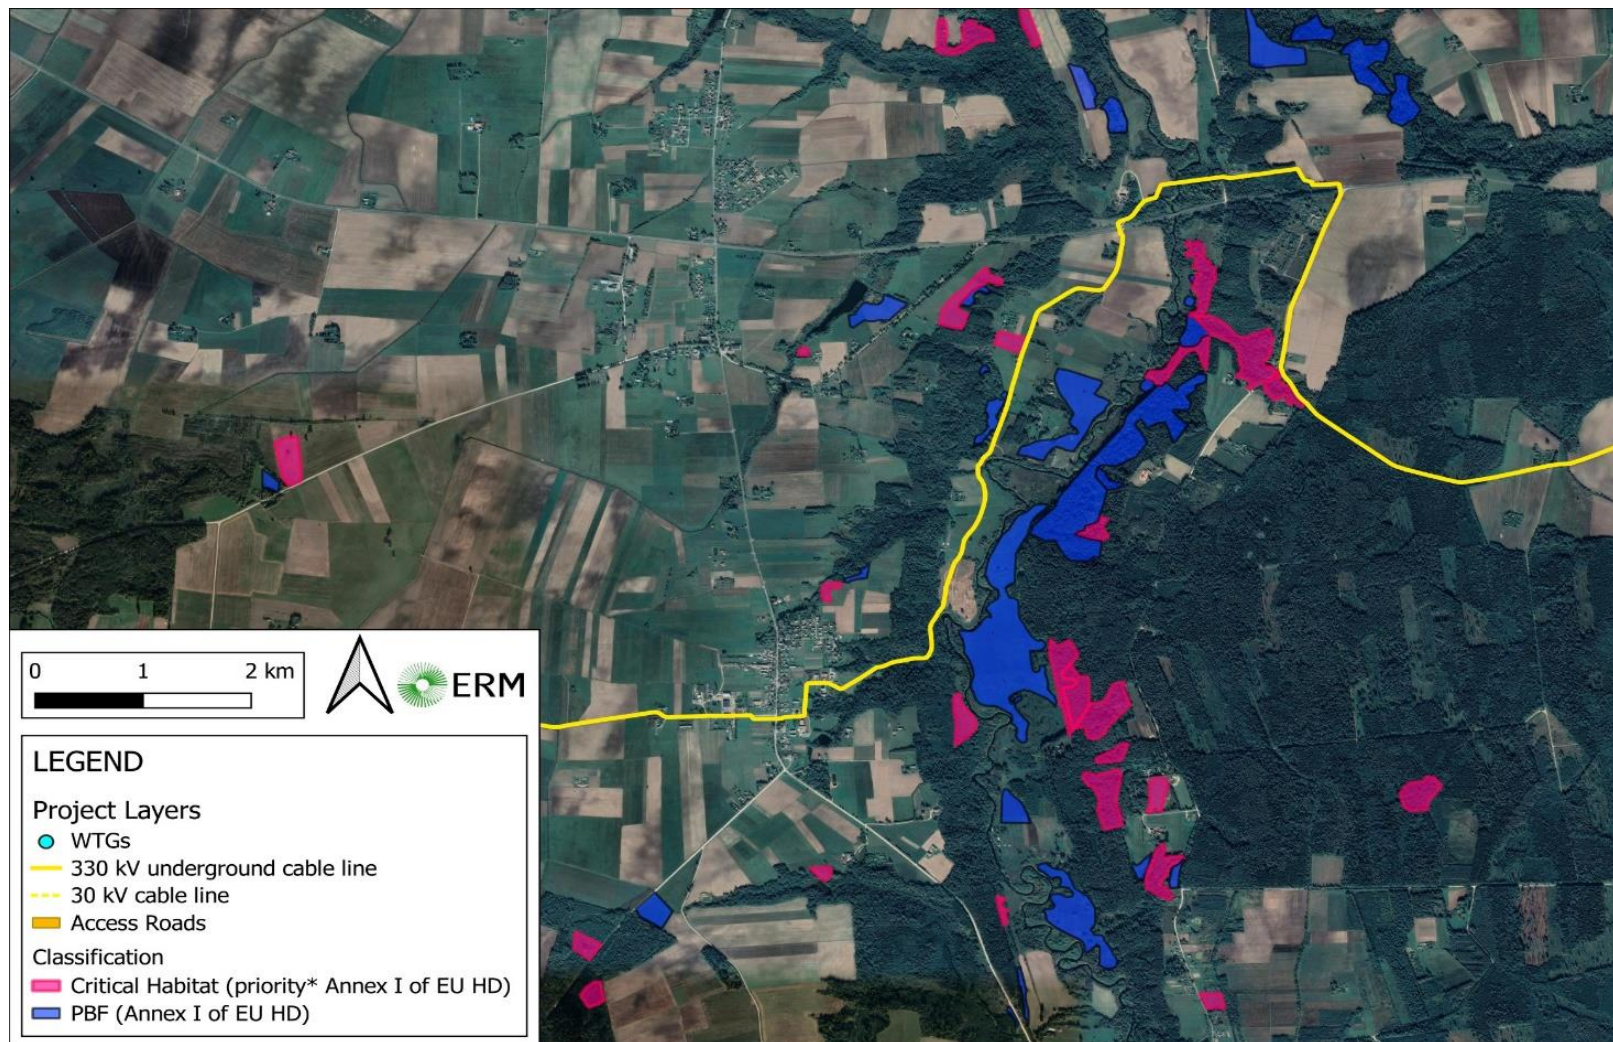 0 1 2 km
ERM
LEGEND
Project Layers
WTGs
330 kV underground cable line
30 kV cable line
Access Roads
Classification
Critical Habitat (priority* Annex I of EU HD)
PBF (Annex I of EU HD)